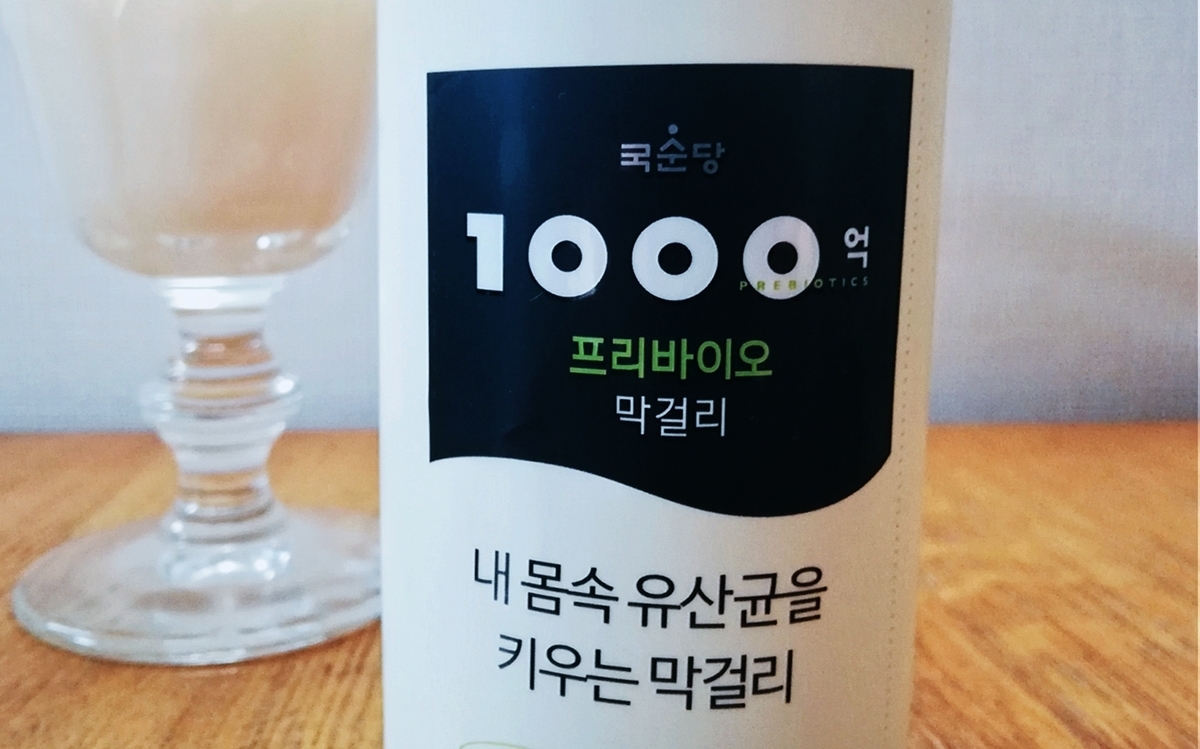 국순당
1000억
PREBIOTICS
프리바이오
막걸리
내 몸속 유산균을
키우는 막걸리